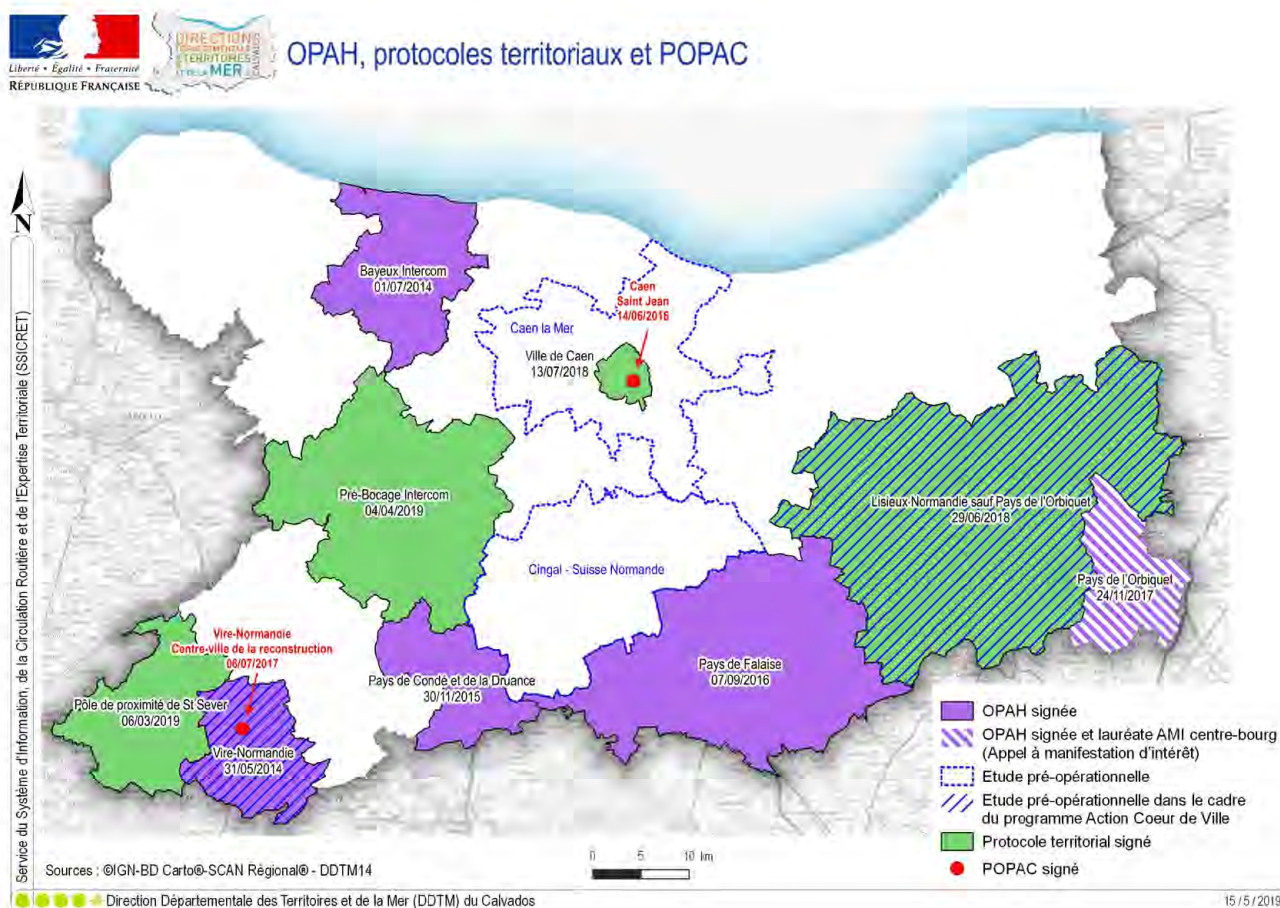 Liberté • Égalité • Fraternité
RÉPUBLIQUE FRANÇAISE
DIRECTIONS
DÉPARTEMENTALE
TERRITOIRES
ET DE LA MER
CALVADOS
OPAH, protocoles territoriaux et POPAC
N
Service du Système d'Information, de la Circulation Routière et de l'Expertise Territoriale (SSICRET)
Bayeux Intercom
01/07/2014
Caen
Saint Jean
14/06/2016
Caen la Mer
Ville de Caen
13/07/2018
Pré-Bocage Intercom
04/04/2019
Lisieux Normandie sauf Pays de l'Orbiquet
29/06/2018
Cingal - Suisse Normande
Pays de l'Orbiquet
24/11/2017
Vire-Normandie
Centre-ville de la reconstruction
06/07/2017
Pays de Falaise
07/09/2016
Pays de Condé et de la Druance
30/11/2015
Pôle de proximité de St Sever
06/03/2019
Vire-Normandie
31/05/2014
OPAH signée
OPAH signée et lauréate AMI centre-bourg
(Appel à manifestation d'intérêt)
Etude pré-opérationnelle
Etude pré-opérationnelle dans le cadre
du programme Action Coeur de Ville
Protocole territorial signé
POPAC signé
0 5 10 km
Sources : ©IGN-BD Carto®-SCAN Régional® - DDTM14
Direction Départementale des Territoires et de la Mer (DDTM) du Calvados
15/5/2019